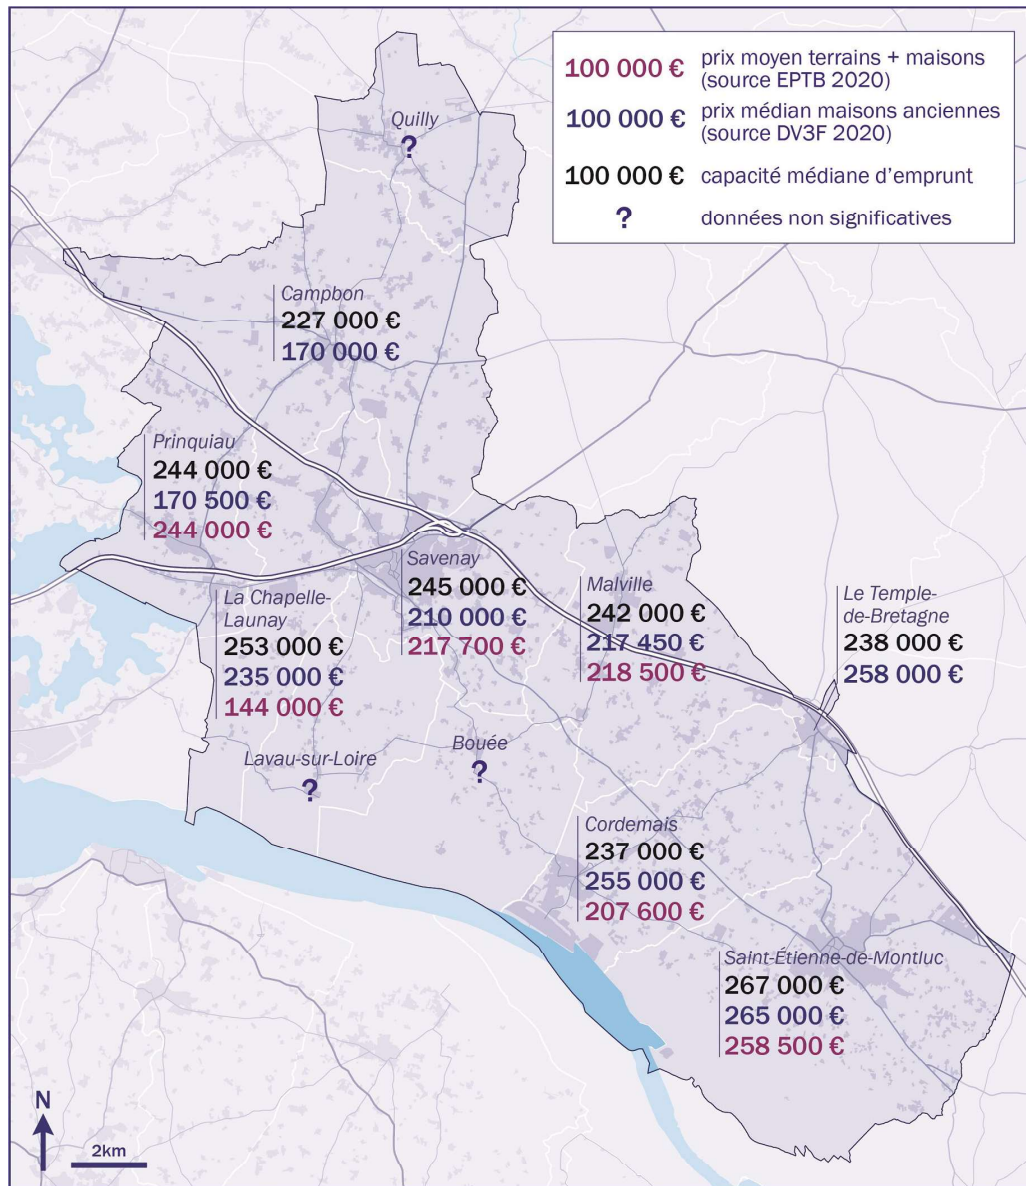 100 000 € prix moyen terrains + maisons
(source EPTB 2020)
100 000 € prix médian maisons anciennes
(source DV3F 2020)
100 000 € capacité médiane d'emprunt
? données non significatives
Quilly
?
Campbon
227 000 €
170 000 €
Prinquiau
244 000 €
170 500 €
244 000 €
Savenay
245 000 €
210 000 €
217 700 €
Malville
242 000 €
217 450 €
218 500 €
Le Temple-
de-Bretagne
238 000 €
258 000 €
La Chapelle-
Launay
253 000 €
235 000 €
144 000 €
Lavau-sur-Loire
?
Bouée
?
Cordemais
237 000 €
255 000 €
207 600 €
Saint-Étienne-de-Montluc
267 000 €
265 000 €
258 500 €
N
2km